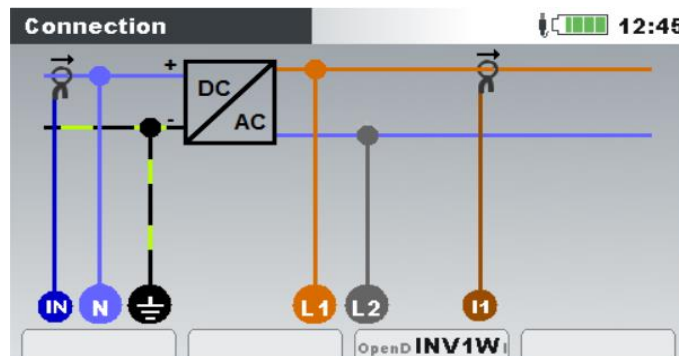 Connection 12:45
+
DC
AC
-
IN N L1 L2 I1
OpenD INV1W